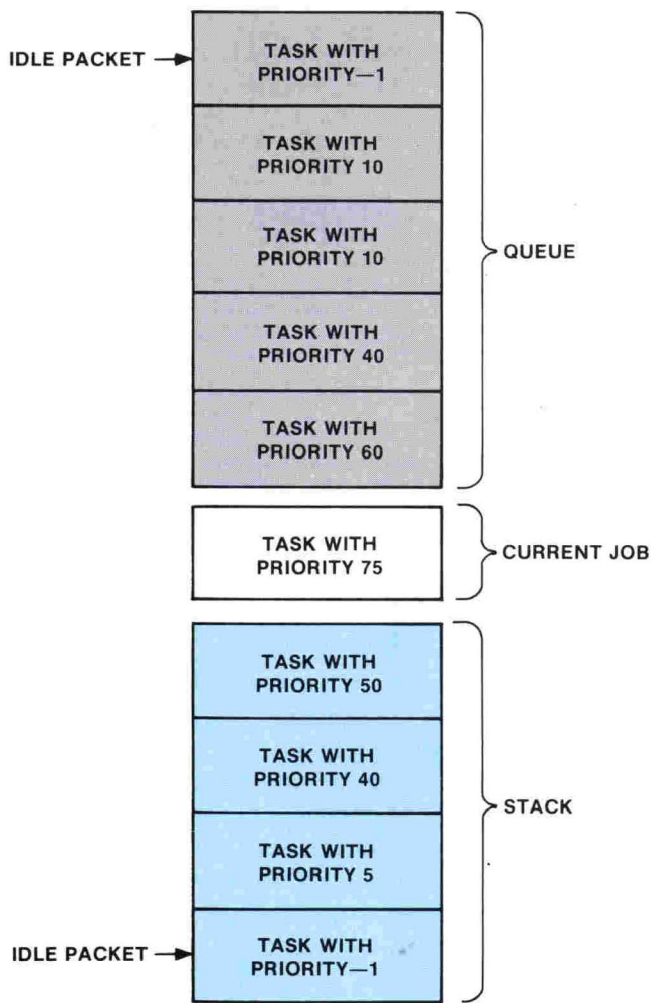 IDLE PACKET
TASK WITH
PRIORITY—1
TASK WITH
PRIORITY 10
TASK WITH
PRIORITY 10
QUEUE
TASK WITH
PRIORITY 40
TASK WITH
PRIORITY 60
TASK WITH
PRIORITY 75
CURRENT JOB
TASK WITH
PRIORITY 50
TASK WITH
PRIORITY 40
STACK
TASK WITH
PRIORITY 5
IDLE PACKET
TASK WITH
PRIORITY—1